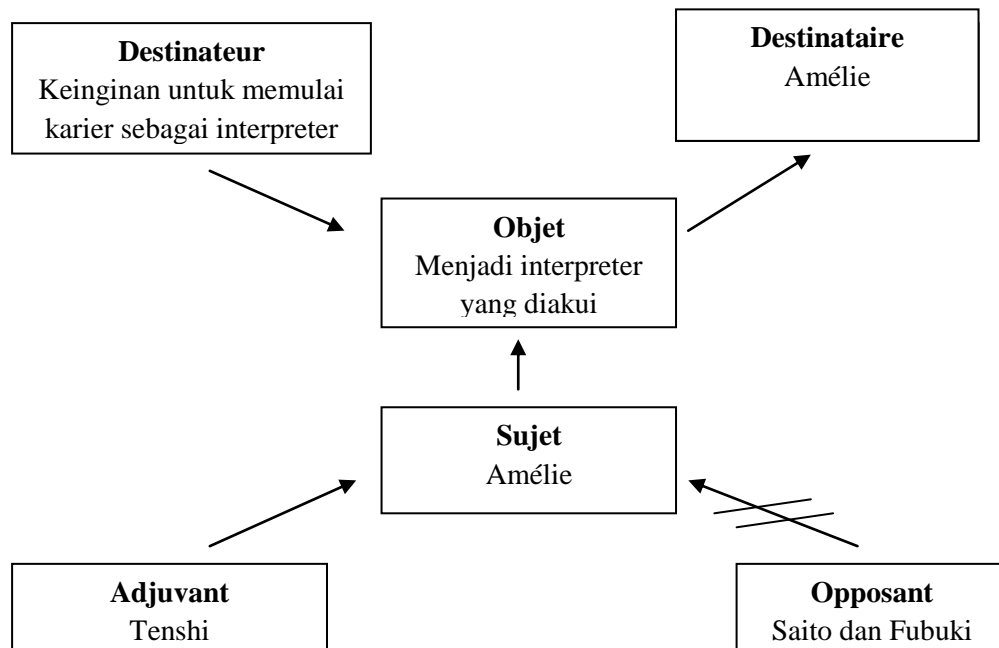 Destinateur
Keinginan untuk memulai
karier sebagai interpreter
Destinataire
Amélie
Objet
Menjadi interpreter
yang diakui
Sujet
Amélie
Adjuvant
Tenshi
Opposant
Saito dan Fubuki